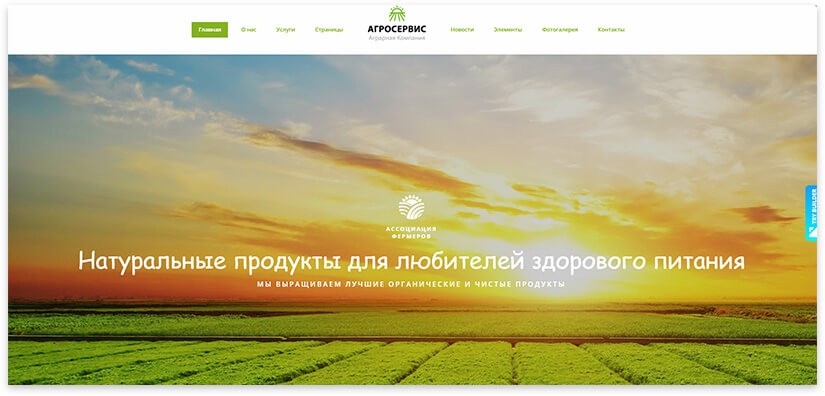 Главная
О нас
Услуги
Страницы
АГРОСЕРВИС
Аграрная Компания
Новости
Элементы
Фотогалерея
Контакты
TRY BUILDER
АССОЦИАЦИЯ
ФЕРМЕРОВ
Натуральные продукты для любителей здорового питания
МЫ ВЫРАЩИВАЕМ ЛУЧШИЕ ОРГАНИЧЕСКИЕ И ЧИСТЫЕ ПРОДУКТЫ